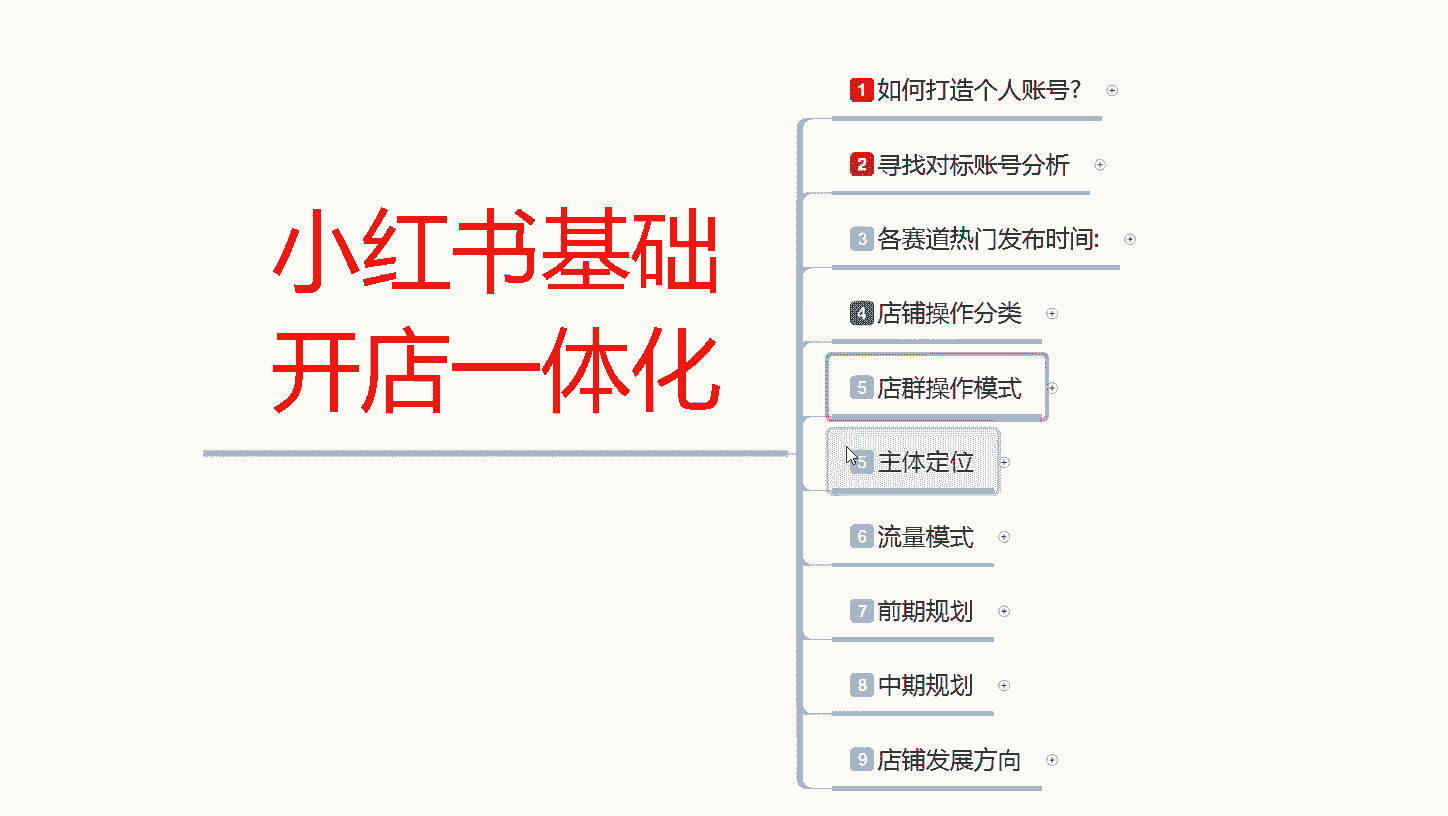 小红书基础
开店一体化
1 如何打造个人账号?
2 寻找对标账号分析
3 各赛道热门发布时间:
4 店铺操作分类
5 店群操作模式
5 主体定位
6 流量模式
7 前期规划
8 中期规划
9 店铺发展方向